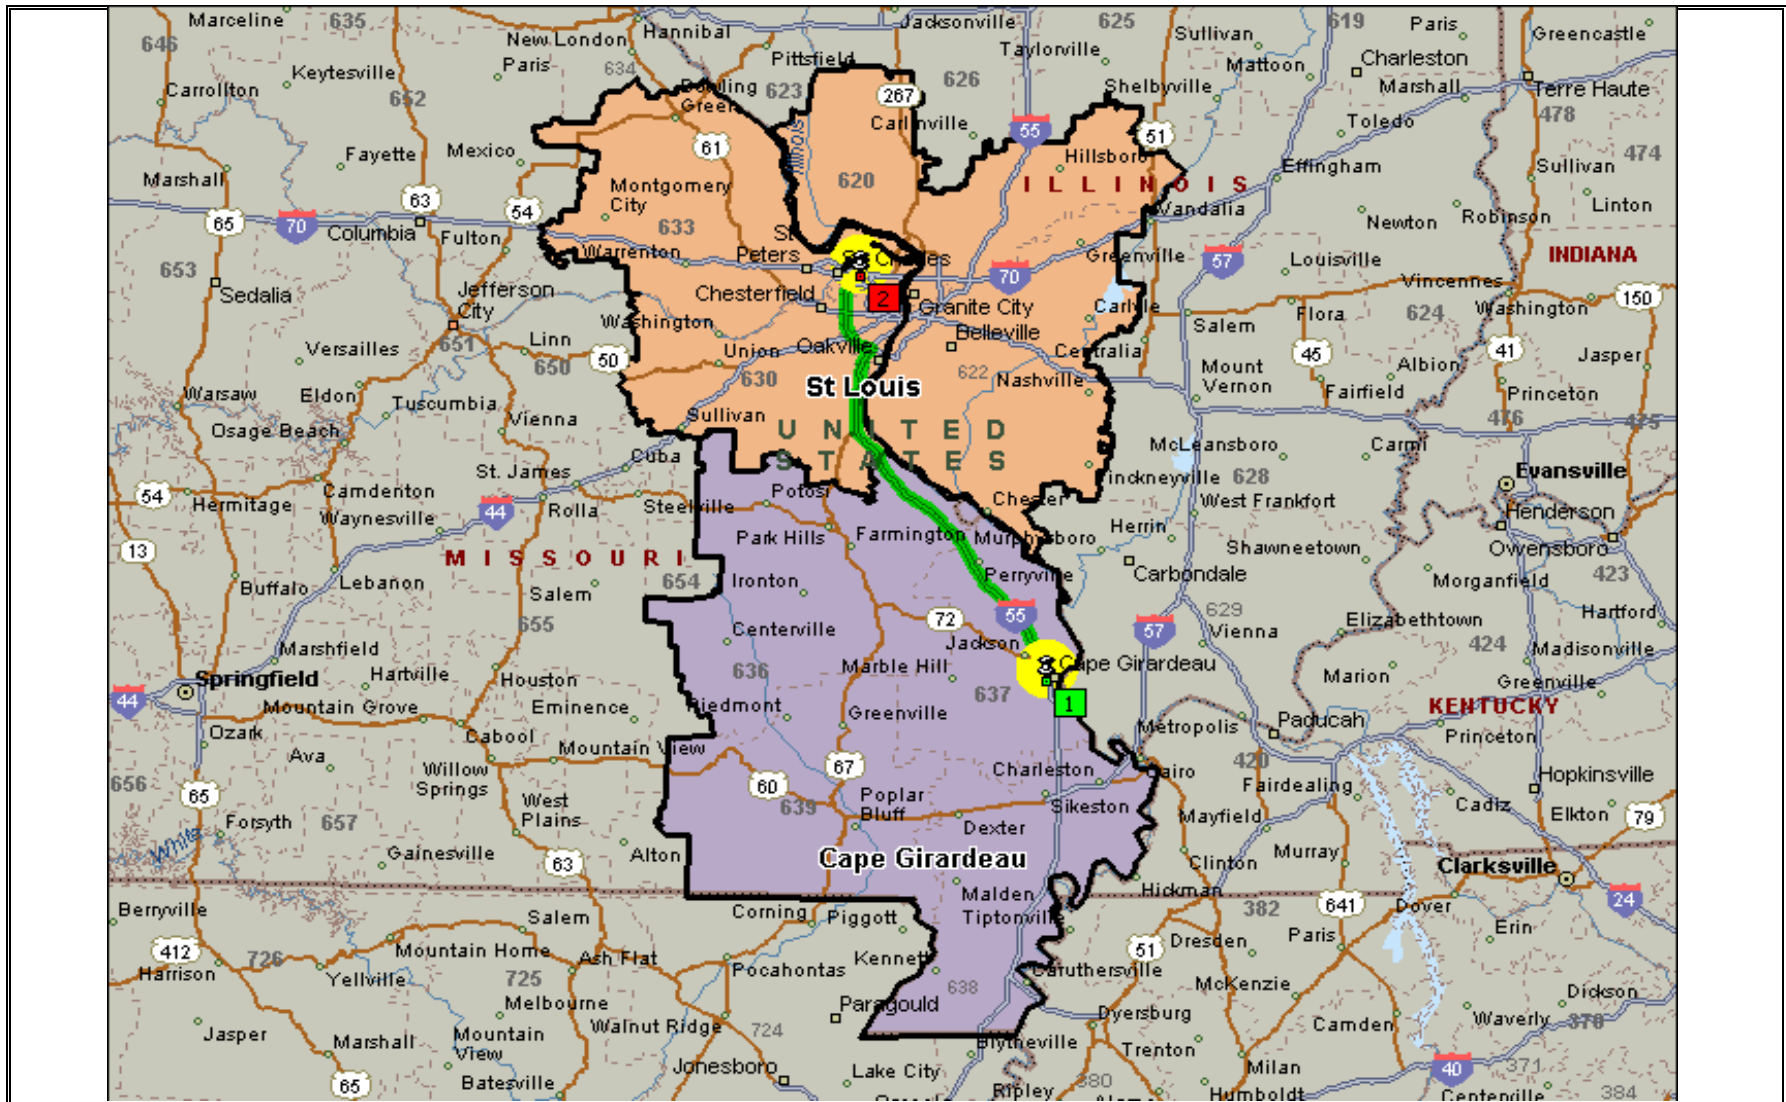 Marceline
635
Hannibal
Jacksonville
625
619
Paris
Greencastle
646
New London
Taylorville
Sullivan
Paris
634
Pittsfield
Mattoon
Charleston
Keytesville
652
Bowling
Green
623
267
626
Shelbyville
Marshall
Terre Haute
Carrollton
478
61
Carlinville
55
51
Toledo
Fayette
Mexico
Illinois
Hillsboro
Effingham
Sullivan
474
Marshall
Montgomery
City
620
ILLINOIS
65
70
63
54
633
Vandalia
Newton
Robinson
Linton
Columbia
Fulton
St
Peters
St Charles
Warrenton
Greenville
57
INDIANA
653
70
Louisville
Sedalia
Jefferson
City
Chesterfield
2
Granite City
Carlyle
Vincennes
Washington
150
Washington
Belleville
Salem
Flora
624
Versailles
651
Linn
650
50
Union
Oakville
Centralia
45
41
Jasper
630
St Louis
622
Nashville
Mount
Vernon
Albion
Fairfield
Princeton
Warsaw
Eldon
Tuscumbia
Vienna
Sullivan
476
475
Osage Beach
UNITED
STATES
McLeansboro
Carmi
St. James
Cuba
Pinckneyville
628
Evansville
54
Hermitage
Camdenton
Waynesville
44
Rolla
Steelville
Potosi
Chester
West Frankfort
Henderson
13
MISSOURI
Park Hills
Farmington
Murphysboro
Herrin
Shawneetown
Owensboro
Buffalo
Lebanon
Salem
654
Ironton
Perryville
Carbondale
Morganfield
423
655
55
629
Hartford
Marshfield
Centerville
72
Jackson
57
Vienna
Elizabethtown
424
Madisonville
Springfield
Hartville
Houston
636
Marble Hill
Cape Girardeau
Marion
Greenville
44
Mountain Grove
Eminence
Piedmont
Greenville
637
1
Metropolis
Paducah
KENTUCKY
Ozark
Cabool
Mountain View
Princeton
Ava
Willow
Springs
67
Charleston
Cairo
420
Hopkinsville
656
65
60
639
Poplar
Bluff
Sikeston
Fairdealing
Cadiz
West
Plains
Dexter
Mayfield
Elkton
79
Forsyth
657
White
Gainesville
63
Alton
Cape Girardeau
Clinton
Murray
Clarksville
Malden
Hickman
24
Berryville
Salem
Corning
Piggott
Tiptonville
382
641
Dover
412
Mountain Home
Ash Flat
Kennett
51
Dresden
Paris
Erin
Harrison
726
Yellville
725
Pocahontas
638
Caruthersville
McKenzie
Melbourne
Paragould
Dyersburg
Dickson
Jasper
Marshall
Mountain
View
Walnut Ridge
724
Blytheville
Trenton
Camden
Waverly
370
65
Batesville
Jonesboro
Lake City
380
Milan
40
371
Ripley
Humboldt
Centerville
384